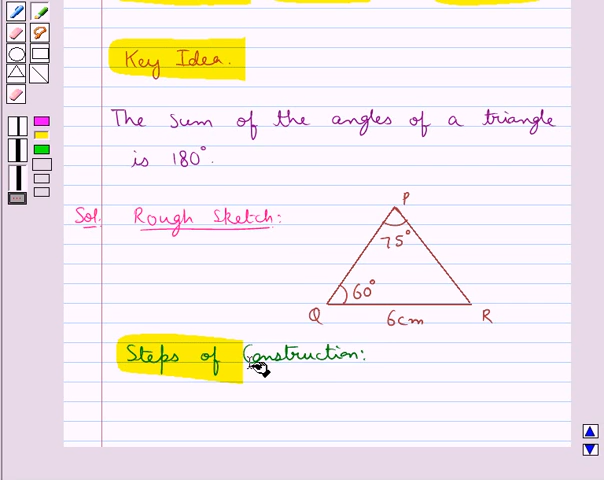 Key Idea.
The sum of the angles of a triangle
is 180°.
Sol. Rough Sketch:
P
75°
60°
Q 6cm R
Steps of Construction: